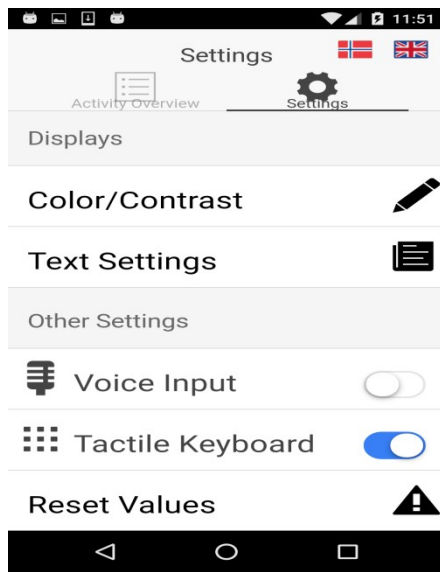 11:51
Settings
Activity Overview Settings
Displays
Color/Contrast
Text Settings
Other Settings
Voice Input
Tactile Keyboard
Reset Values